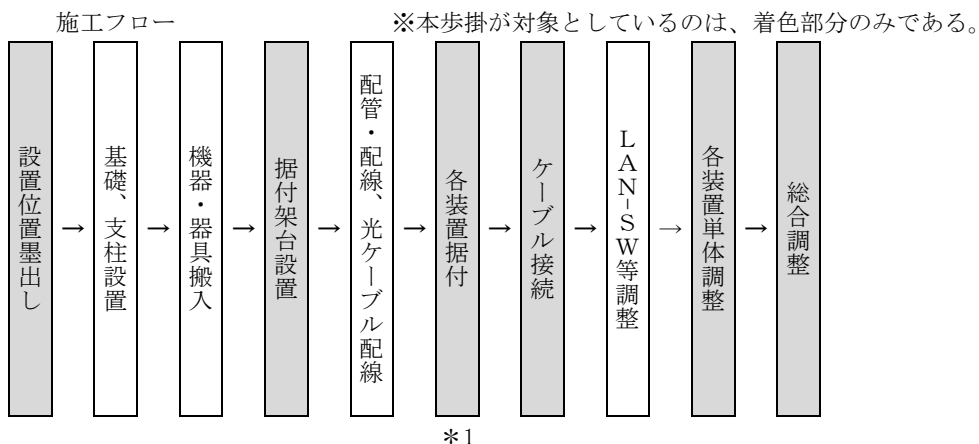 施工フロー
※本歩掛が対象としているのは、着色部分のみである。
設置位置墨出し
→
基礎、支柱設置
→
機器・器具搬入
→
据付架台設置
→
配管・配線、光ケーブル配線
→
各装置据付
→
ケーブル接続
→
LAN-SW等調整
→
各装置単体調整
→
総合調整
＊1